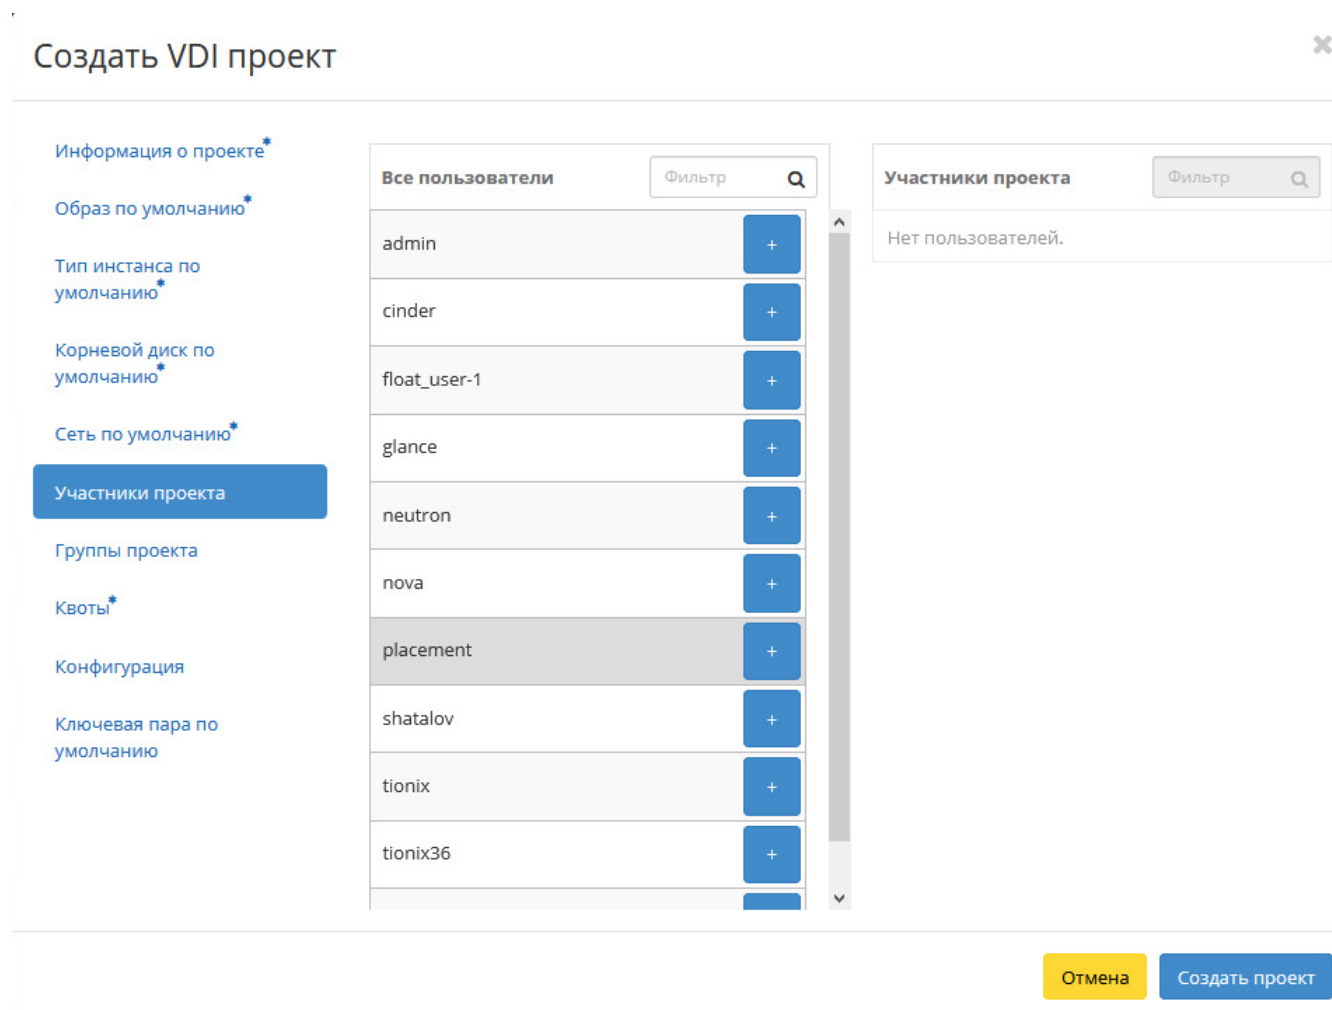 Создать VDI проект
Информация о проекте*
Образ по умолчанию*
Тип инстанса по
умолчанию*
Корневой диск по
умолчанию*
Сеть по умолчанию*
Участники проекта
Группы проекта
Квоты*
Конфигурация
Ключевая пара по
умолчанию
Все пользователи
Фильтр
admin
+
cinder
+
float_user-1
+
glance
+
neutron
+
nova
+
placement
+
shatalov
+
tionix
+
tionix36
+
Участники проекта
Фильтр
Нет пользователей.
Отмена
Создать проект